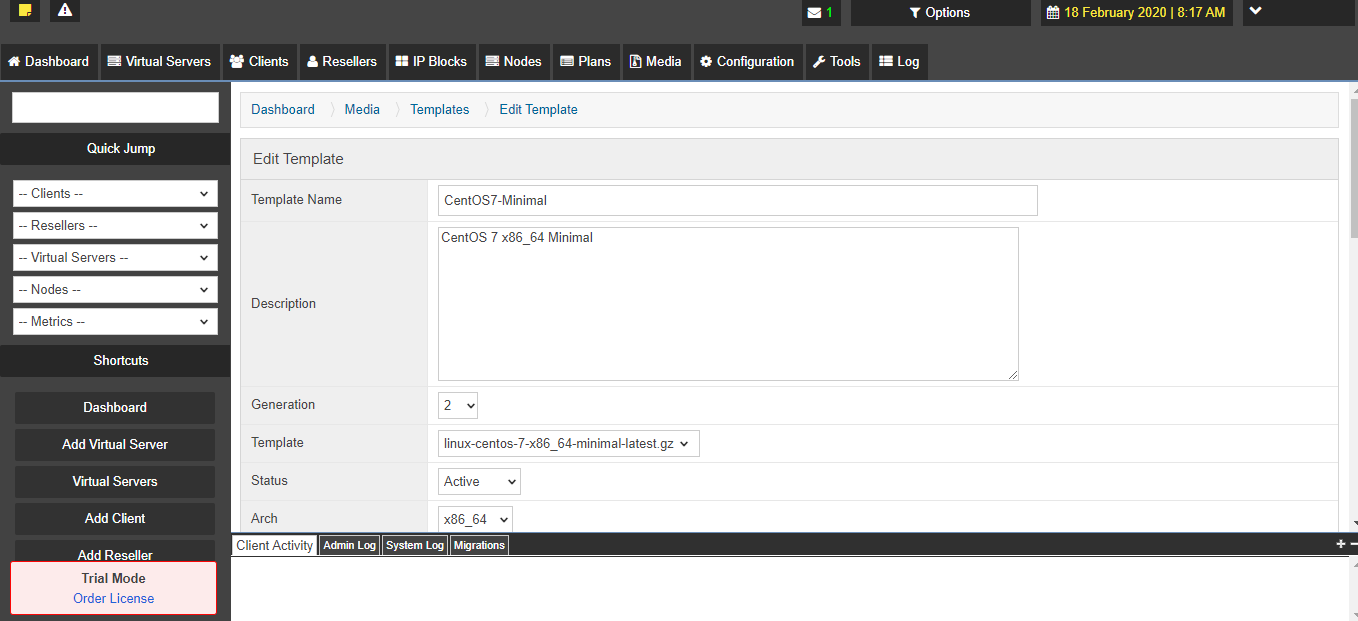 1
Options
18 February 2020 | 8:17 AM
Dashboard Virtual Servers Clients Resellers IP Blocks Nodes Plans Media Configuration Tools Log
Quick Jump
-- Clients --
-- Resellers --
-- Virtual Servers --
-- Nodes --
-- Metrics --
Shortcuts
Dashboard
Add Virtual Server
Virtual Servers
Add Client
Add Reseller
Trial Mode
Order License
Dashboard Media Templates Edit Template
Edit Template
Template Name CentOS7-Minimal
Description CentOS 7 x86_64 Minimal
Generation 2
Template linux-centos-7-x86_64-minimal-latest.gz
Status Active
Arch x86_64
Client Activity Admin Log System Log Migrations